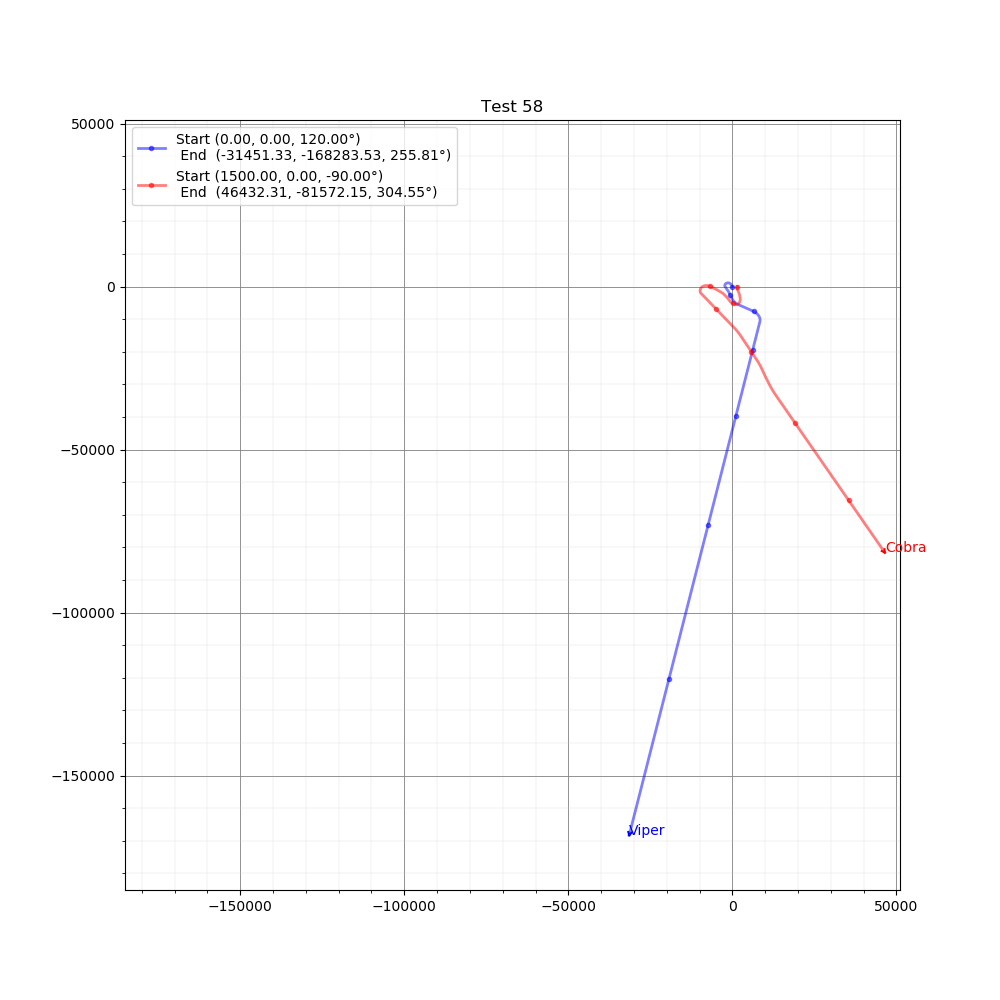 Test 58
Start (0.00, 0.00, 120.00°)
End (-31451.33, -168283.53, 255.81°)
Start (1500.00, 0.00, -90.00°)
End (46432.31, -81572.15, 304.55°)
50000
0
−50000
−100000
−150000
Cobra
Viper
−150000
−100000
−50000
0
50000